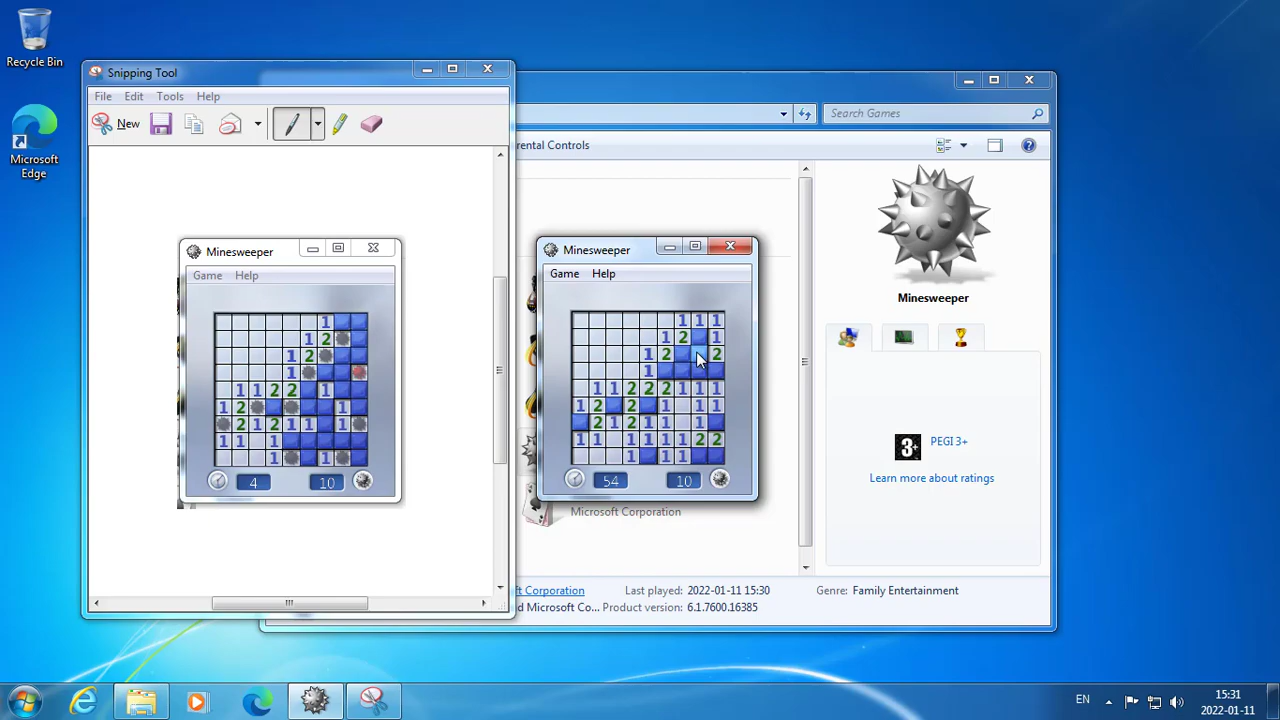 Recycle Bin
Microsoft
Edge
Snipping Tool
File Edit Tools Help
New
Minesweeper
Game Help
1
1 2
1 2
1
1 1 2 2 1
1 2 1
2 1 2 1 1
1 1 1
1 1
4 10
Search Games
rental Controls
Minesweeper
Game Help
1 1 1
1 2 1
1 2 2
1
1 1 2 2 2 1 1 1
1 2 2 1 1 1
2 1 2 1 1 1
1 1 1 1 1 1 2 2
1 1 1
54 10
Microsoft Corporation
Minesweeper
3+
PEGI 3+
Learn more about ratings
ft Corporation Last played: 2022-01-11 15:30 Genre: Family Entertainment
d Microsoft Co... Product version: 6.1.7600.16385
EN
15:31
2022-01-11